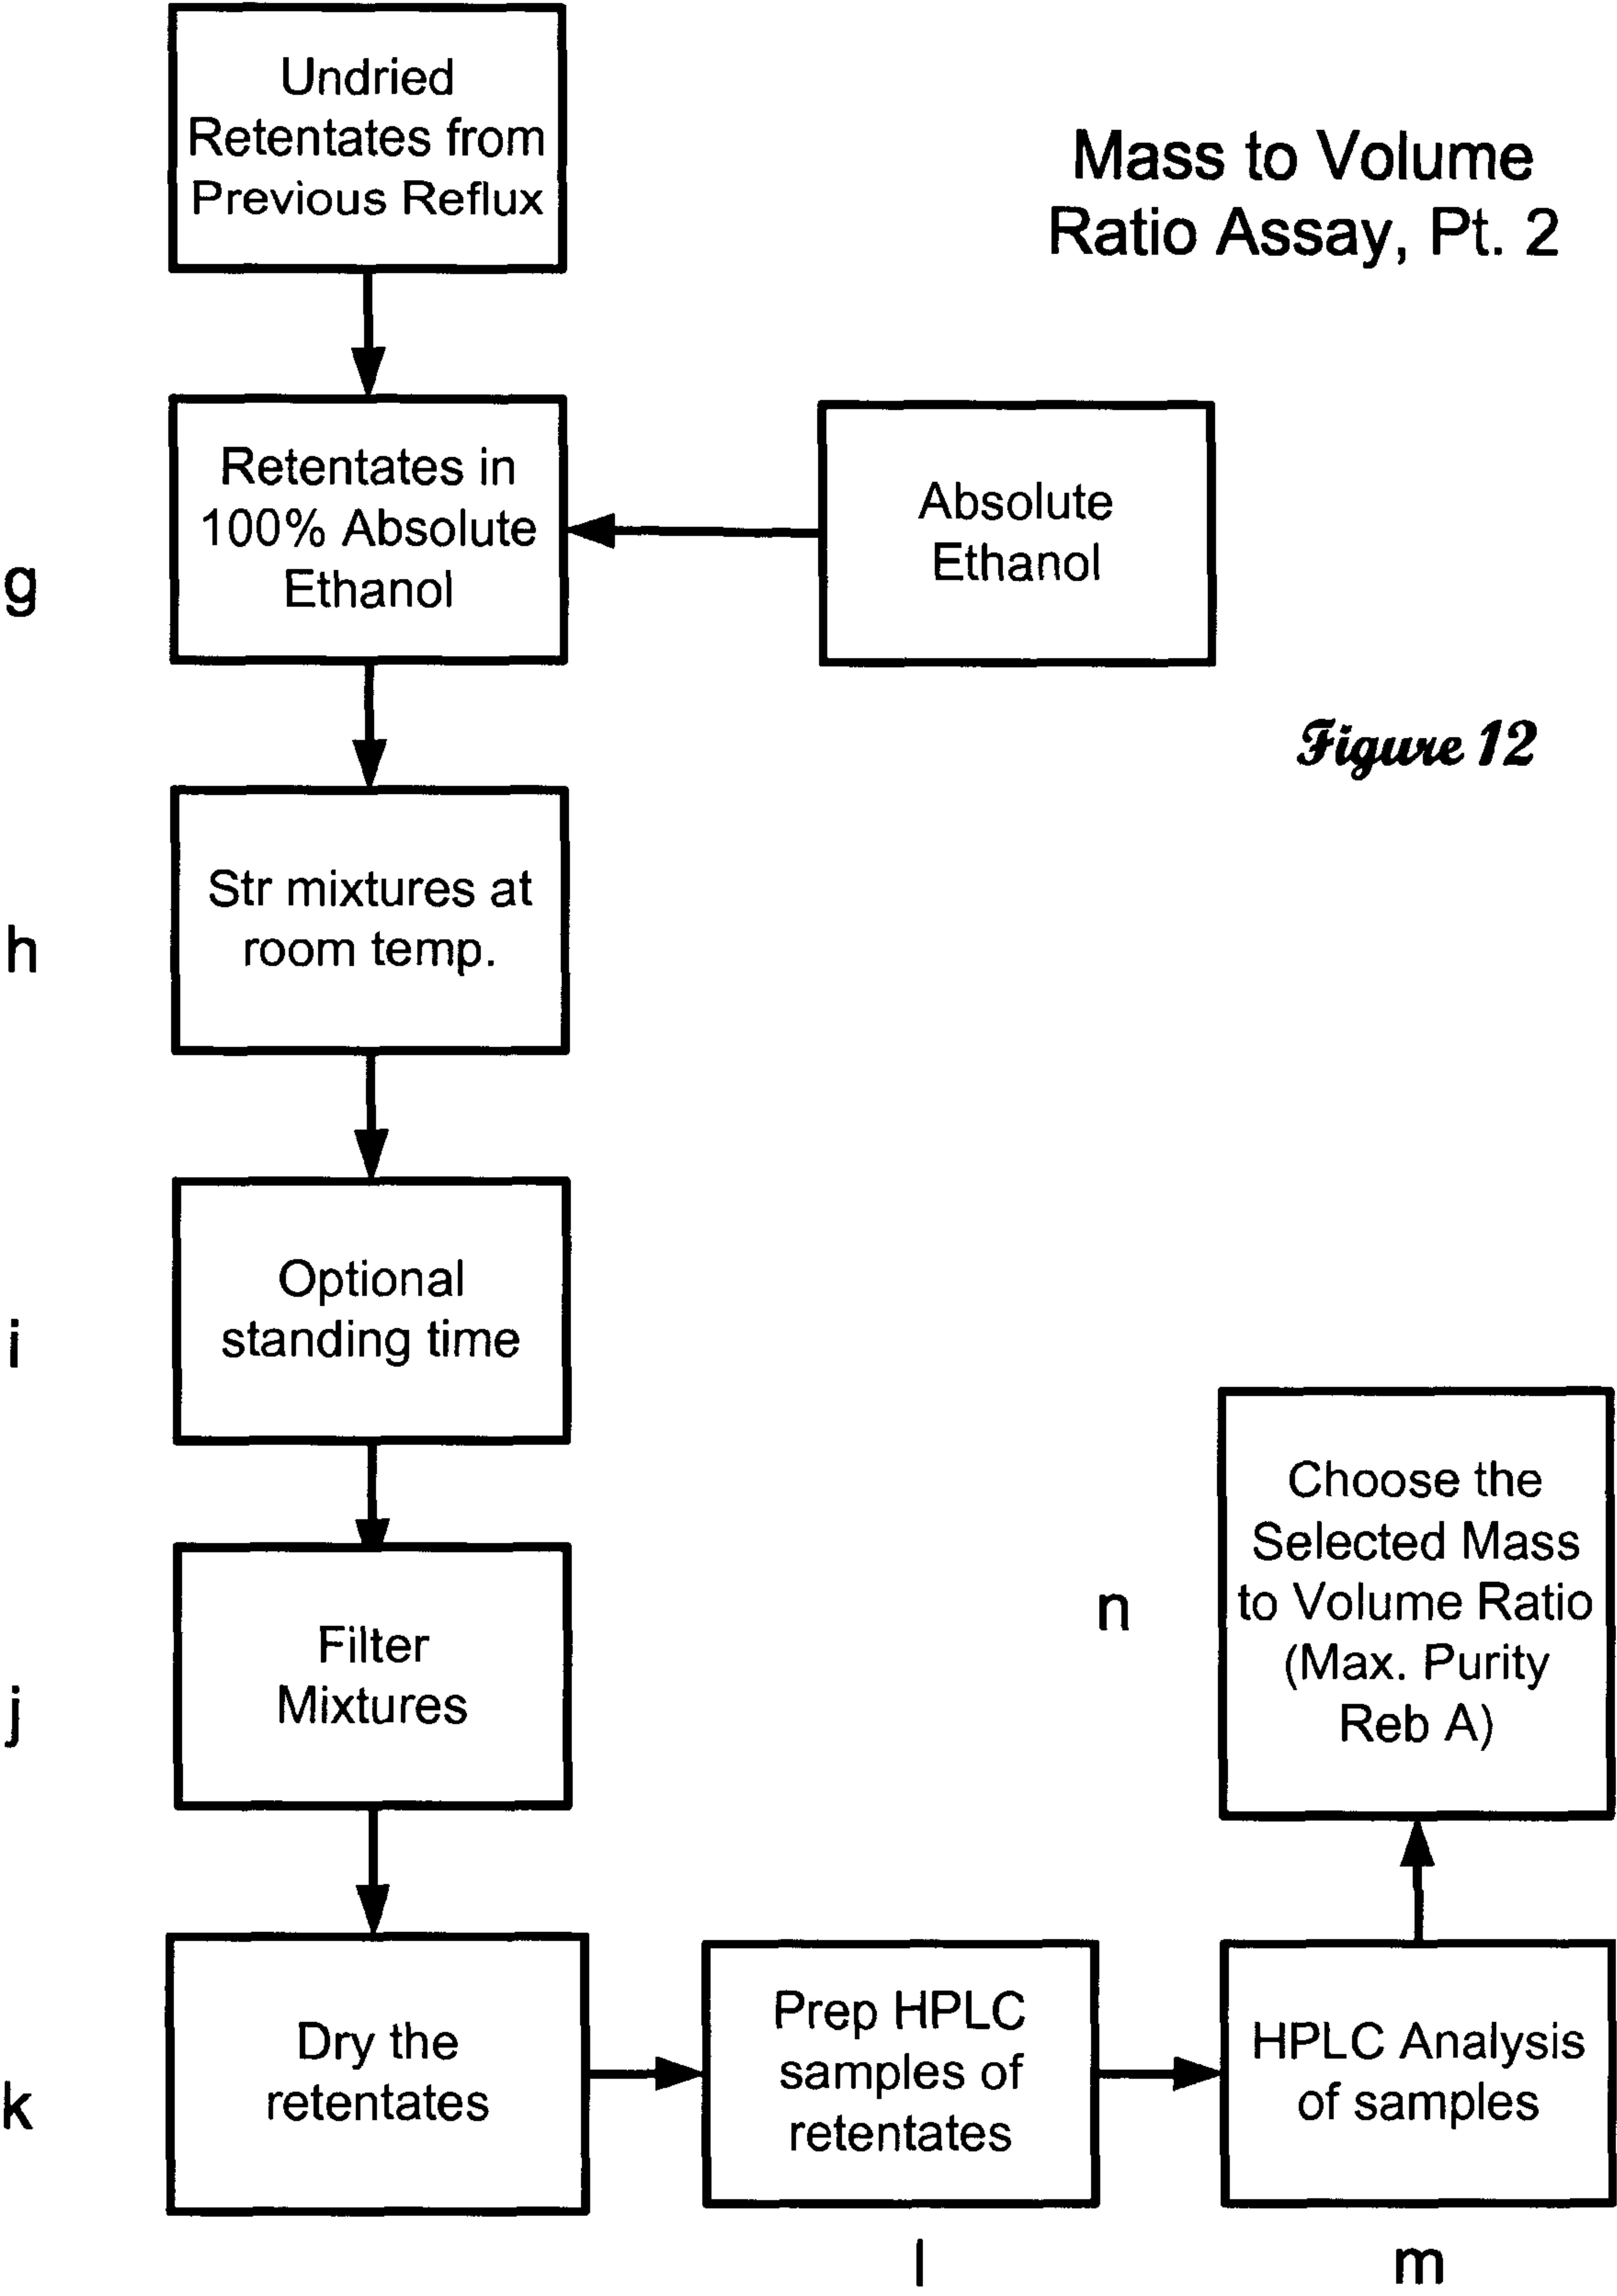 Undried
Retentates from
Previous Reflux
Mass to Volume
Ratio Assay, Pt. 2
g
Retentates in
100% Absolute
Ethanol
Absolute
Ethanol
Figure 12
h
Str mixtures at
room temp.
i
Optional
standing time
j
Filter
Mixtures
k
Dry the
retentates
Prep HPLC
samples of
retentates
l
HPLC Analysis
of samples
m
n
Choose the
Selected Mass
to Volume Ratio
(Max. Purity
Reb A)